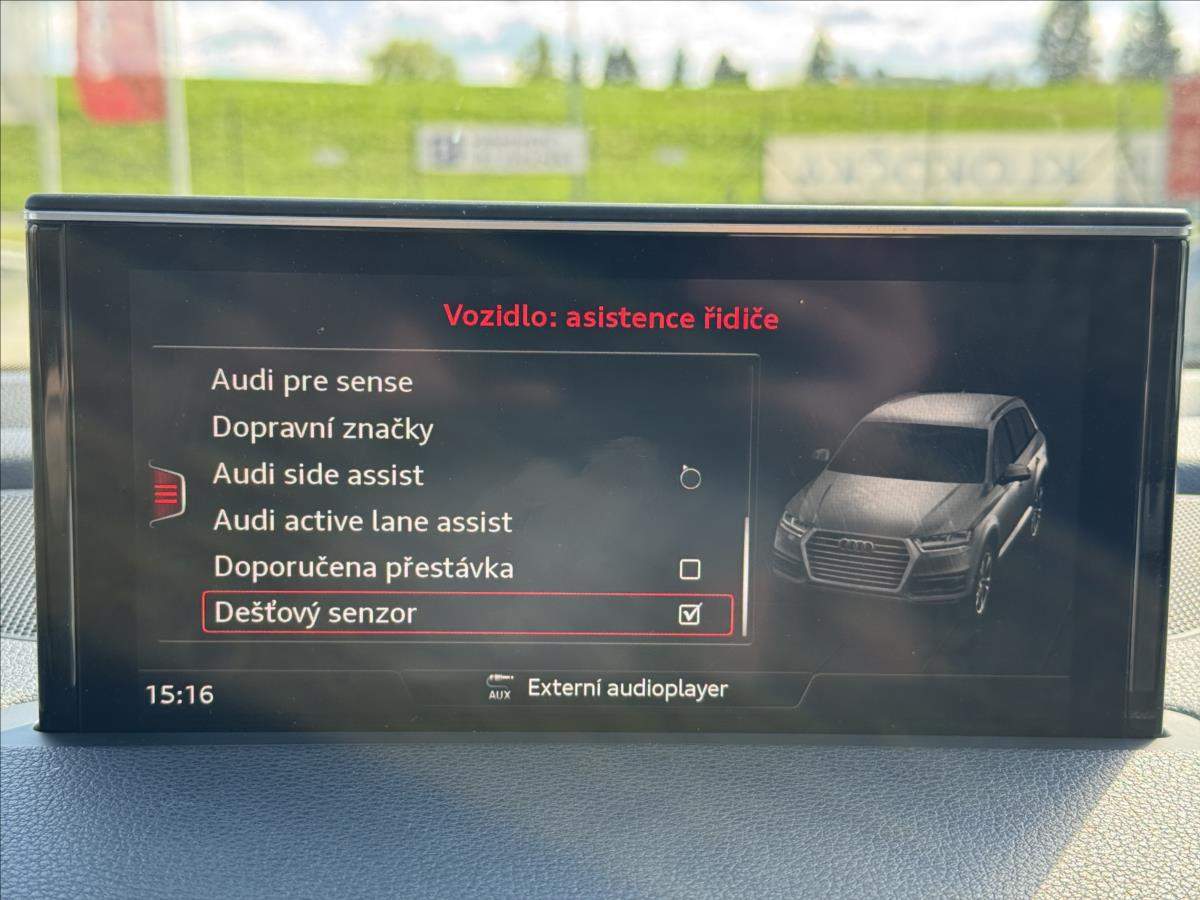 KLOKOČKY
Vozidlo: asistence řidiče
Audi pre sense
Dopravní značky
Audi side assist
Audi active lane assist
Doporučena přestávka
Dešťový senzor
15:16
AUX
Externí audioplayer